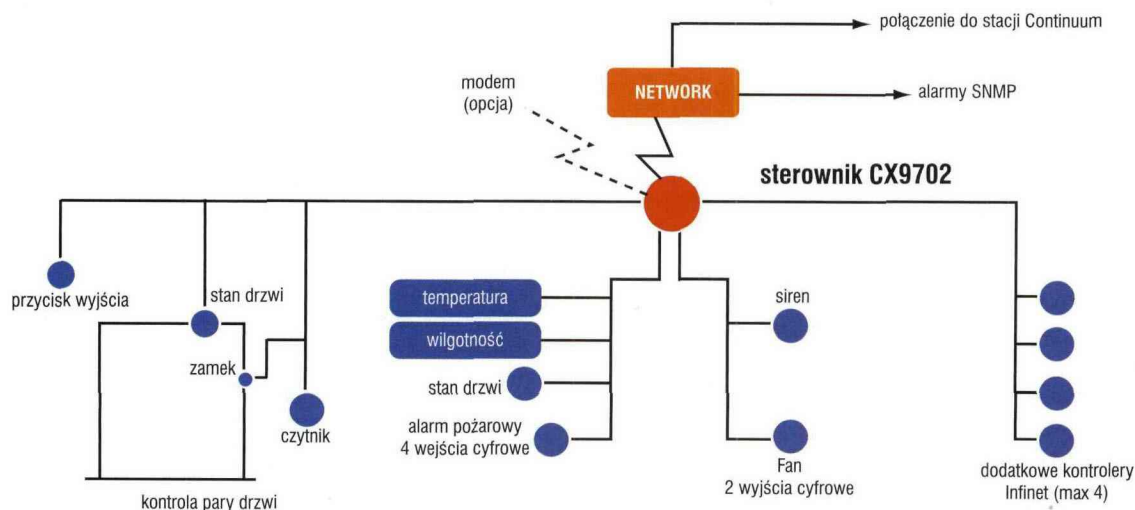 połączenie do stacji Continuum
modem
(opcja)
NETWORK
alarmy SNMP
sterownik CX9702
przycisk wyjścia
stan drzwi
zamek
czytnik
kontrola pary drzwi
temperatura
wilgotność
stan drzwi
alarm pożarowy
4 wejścia cyfrowe
siren
Fan
2 wyjścia cyfrowe
dodatkowe kontrolery
Infinet (max 4)